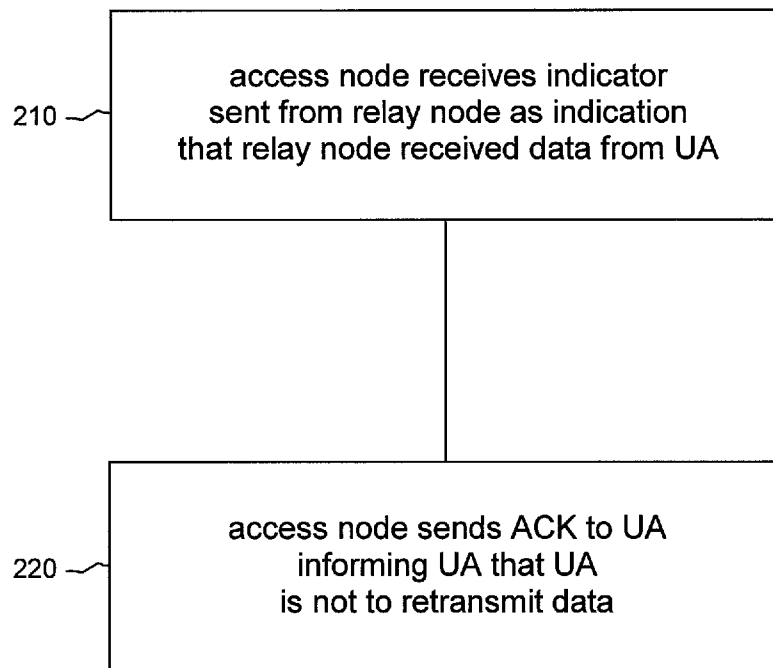 210
access node receives indicator
sent from relay node as indication
that relay node received data from UA
220
access node sends ACK to UA
informing UA that UA
is not to retransmit data